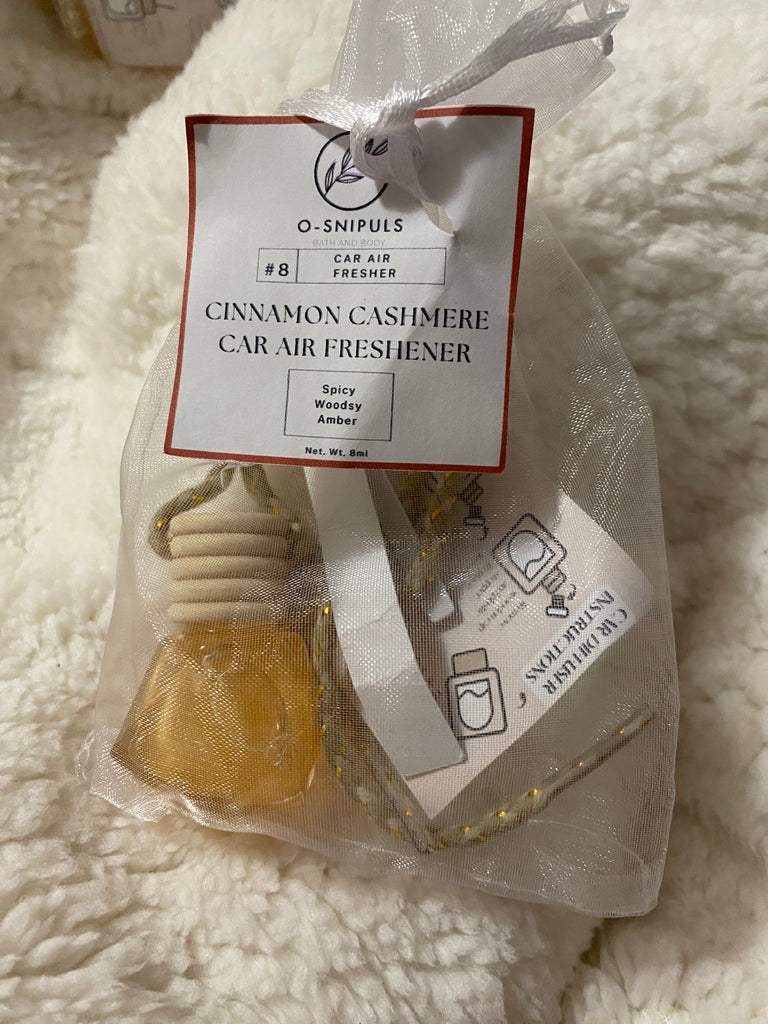 O-SNIPULS
BATH AND BODY
#8
CAR AIR
FRESHER
CINNAMON CASHMERE
CAR AIR FRESHENER
Spicy
Woodsy
Amber
Net. Wt. 8ml
CAR DIFFUSER
INSTRUCTIONS